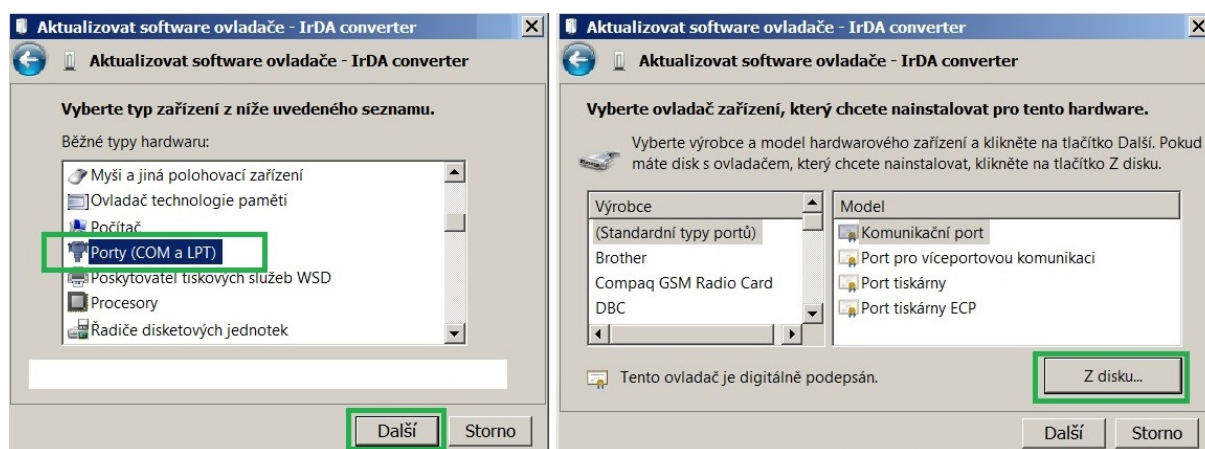 Aktualizovat software ovladače - IrDA converter
Aktualizovat software ovladače - IrDA converter
Vyberte typ zařízení z níže uvedeného seznamu.
Běžné typy hardwaru:
Myši a jiná polohovací zařízení
Ovladač technologie paměti
Počítač
Porty (COM a LPT)
Poskytovatel tiskových služeb WSD
Procesory
Řadiče disketových jednotek
Další
Storno
Aktualizovat software ovladače - IrDA converter
Aktualizovat software ovladače - IrDA converter
Vyberte ovladač zařízení, který chcete nainstalovat pro tento hardware.
Vyberte výrobce a model hardwarového zařízení a klikněte na tlačítko Další. Pokud
máte disk s ovladačem, který chcete nainstalovat, klikněte na tlačítko Z disku.
Výrobce
(Standardní typy portů)
Brother
Compaq GSM Radio Card
DBC
Model
Komunikační port
Port pro víceportovou komunikaci
Port tiskárny
Port tiskárny ECP
Tento ovladač je digitálně podepsán.
Z disku...
Další
Storno